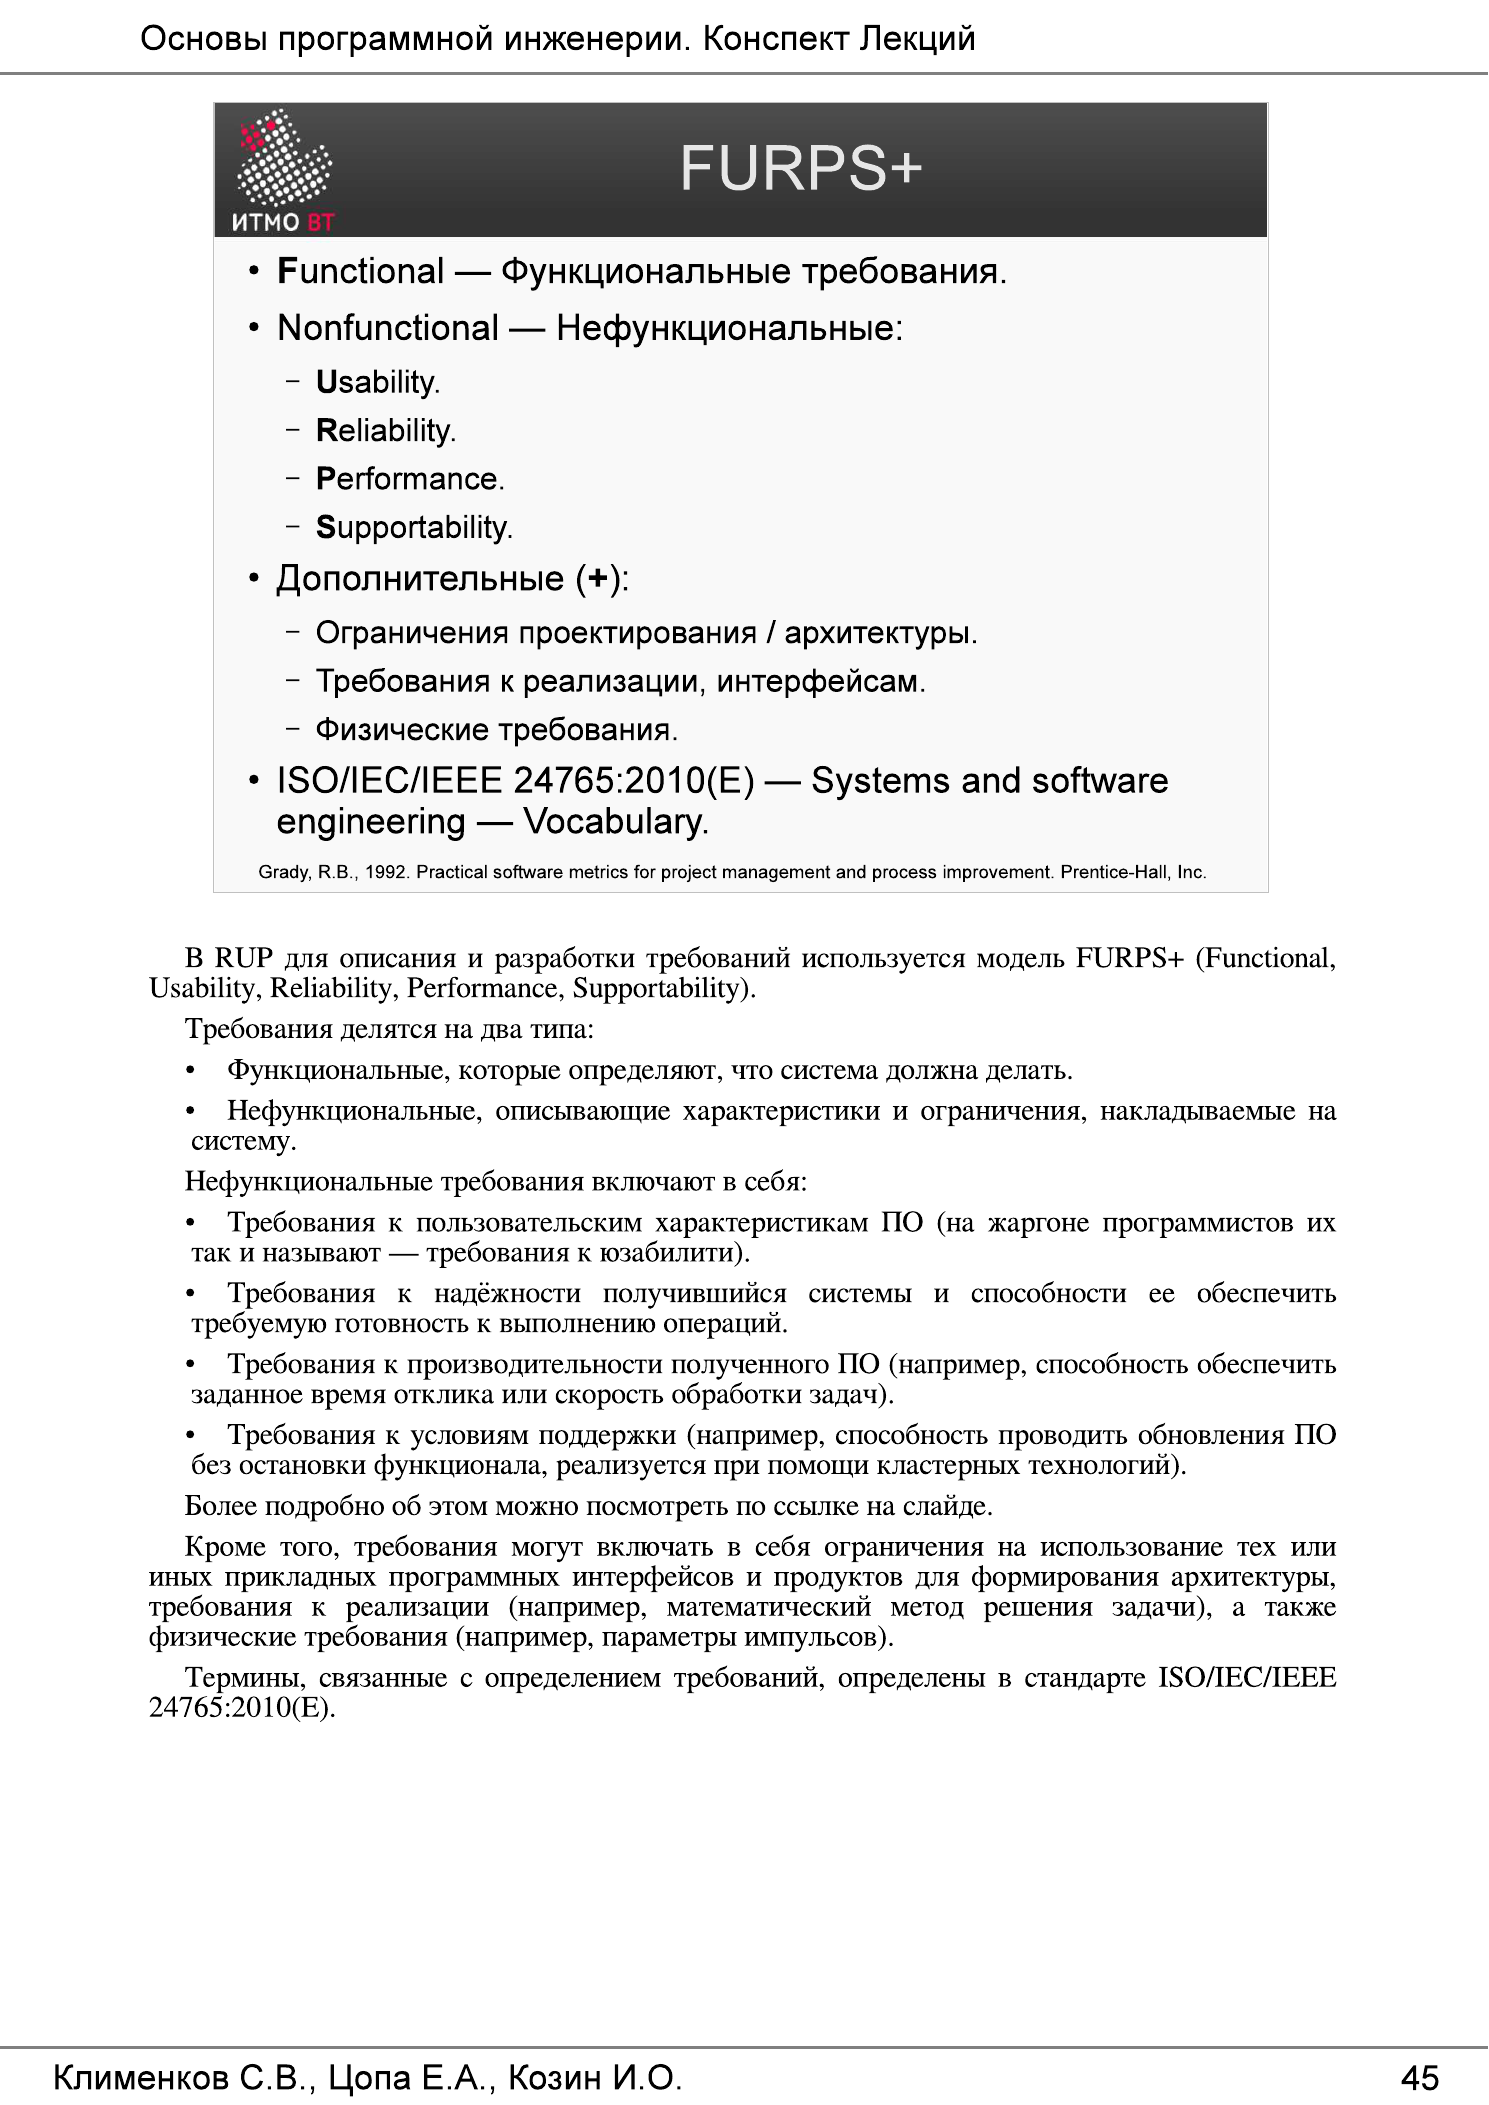 Основы программной инженерии. Конспект Лекций
ИТМО ВТ
FURPS+
• Functional — Функциональные требования.
• Nonfunctional — Нефункциональные:
– Usability.
– Reliability.
– Performance.
– Supportability.
• Дополнительные (+):
– Ограничения проектирования / архитектуры.
– Требования к реализации, интерфейсам.
– Физические требования.
• ISO/IEC/IEEE 24765:2010(E) — Systems and software
engineering — Vocabulary.
Grady, R.B., 1992. Practical software metrics for project management and process improvement. Prentice-Hall, Inc.
В RUP для описания и разработки требований используется модель FURPS+ (Functional,
Usability, Reliability, Performance, Supportability).
Требования делятся на два типа:
• Функциональные, которые определяют, что система должна делать.
• Нефункциональные, описывающие характеристики и ограничения, накладываемые на
систему.
Нефункциональные требования включают в себя:
• Требования к пользовательским характеристикам ПО (на жаргоне программистов их
так и называют — требования к юзабилити).
• Требования к надёжности получившийся системы и способности ее обеспечить
требуемую готовность к выполнению операций.
• Требования к производительности полученного ПО (например, способность обеспечить
заданное время отклика или скорость обработки задач).
• Требования к условиям поддержки (например, способность проводить обновления ПО
без остановки функционала, реализуется при помощи кластерных технологий).
Более подробно об этом можно посмотреть по ссылке на слайде.
Кроме того, требования могут включать в себя ограничения на использование тех или
иных прикладных программных интерфейсов и продуктов для формирования архитектуры,
требования к реализации (например, математический метод решения задачи), а также
физические требования (например, параметры импульсов).
Термины, связанные с определением требований, определены в стандарте ISO/IEC/IEEE
24765:2010(E).
Клименков С.В., Цопа Е.А., Козин И.О.
45